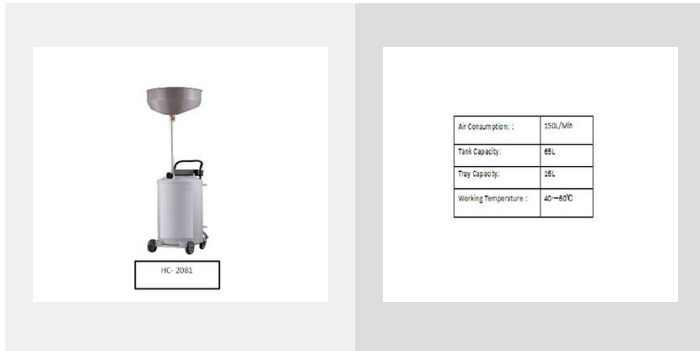 HC- 2081
Air Consumption: : 150L/Min
Tank Capacity: 65L
Tray Capacity: 16L
Working Temperature : 40~60℃